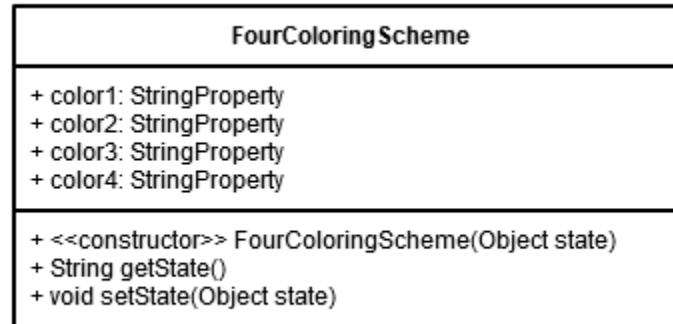 FourColoringScheme
+ color1: StringProperty
+ color2: StringProperty
+ color3: StringProperty
+ color4: StringProperty
+ <<constructor>> FourColoringScheme(Object state)
+ String getState()
+ void setState(Object state)